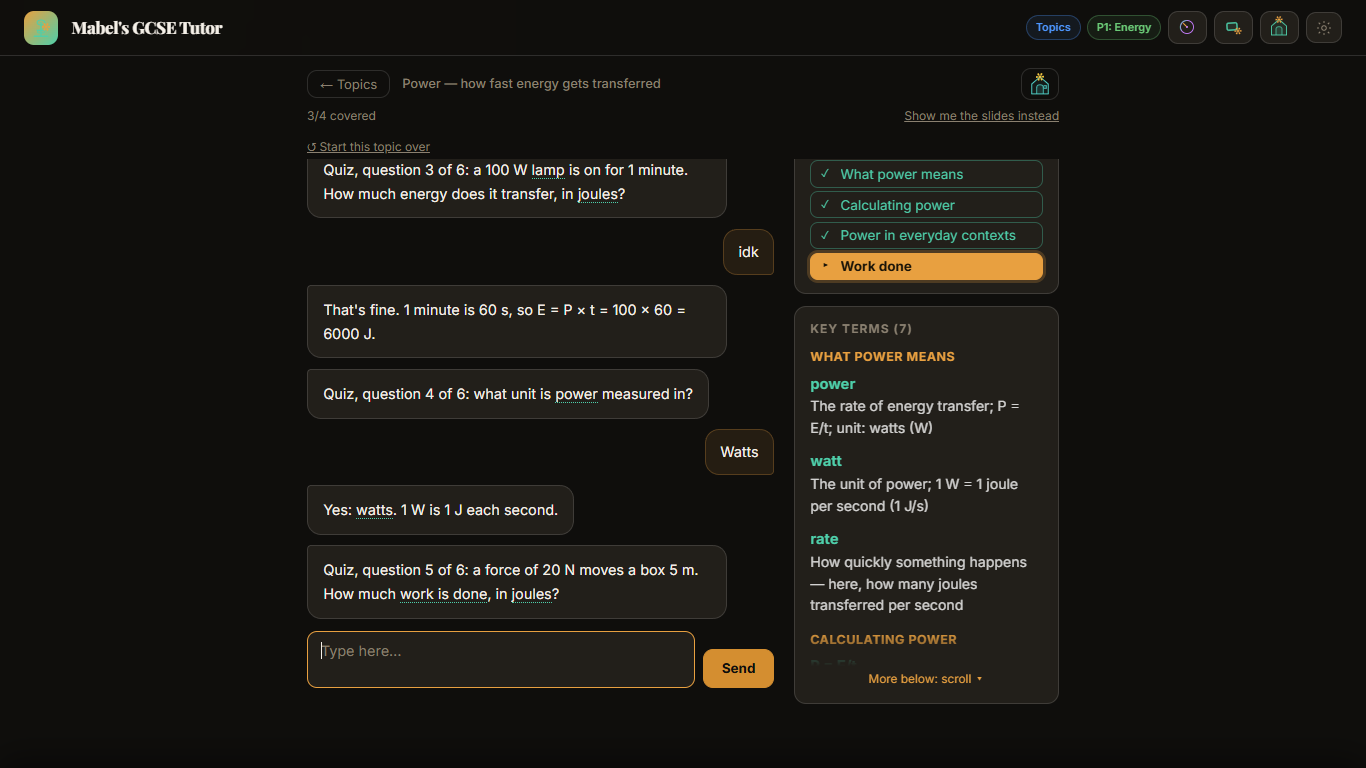 Mabel's GCSE Tutor
Topics
P1: Energy
← Topics
Power — how fast energy gets transferred
3/4 covered
Show me the slides instead
↺ Start this topic over
Quiz, question 3 of 6: a 100 W lamp is on for 1 minute.
How much energy does it transfer, in joules?
idk
That's fine. 1 minute is 60 s, so E = P × t = 100 × 60 =
6000 J.
Quiz, question 4 of 6: what unit is power measured in?
Watts
Yes: watts. 1 W is 1 J each second.
Quiz, question 5 of 6: a force of 20 N moves a box 5 m.
How much work is done, in joules?
Type here...
Send
✓ What power means
✓ Calculating power
✓ Power in everyday contexts
‣ Work done
KEY TERMS (7)
WHAT POWER MEANS
power
The rate of energy transfer; P =
E/t; unit: watts (W)
watt
The unit of power; 1 W = 1 joule
per second (1 J/s)
rate
How quickly something happens
— here, how many joules
transferred per second
CALCULATING POWER
P = E/t
More below: scroll ▾